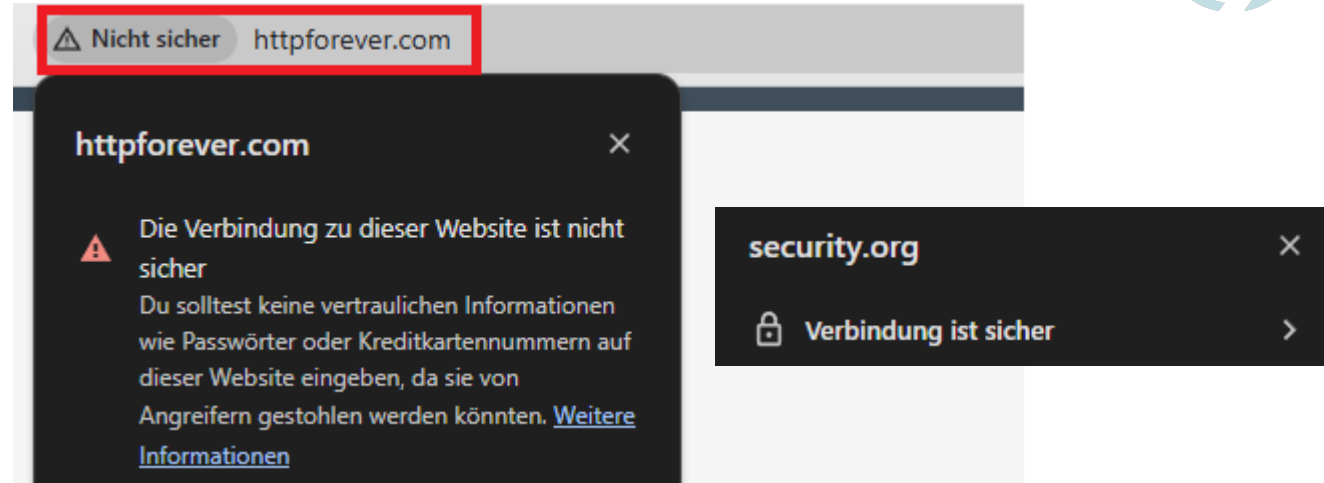 Nicht sicher httpforever.com
httpforever.com
Die Verbindung zu dieser Website ist nicht
sicher
Du solltest keine vertraulichen Informationen
wie Passwörter oder Kreditkartennummern auf
dieser Website eingeben, da sie von
Angreifern gestohlen werden könnten. Weitere
Informationen
security.org
Verbindung ist sicher